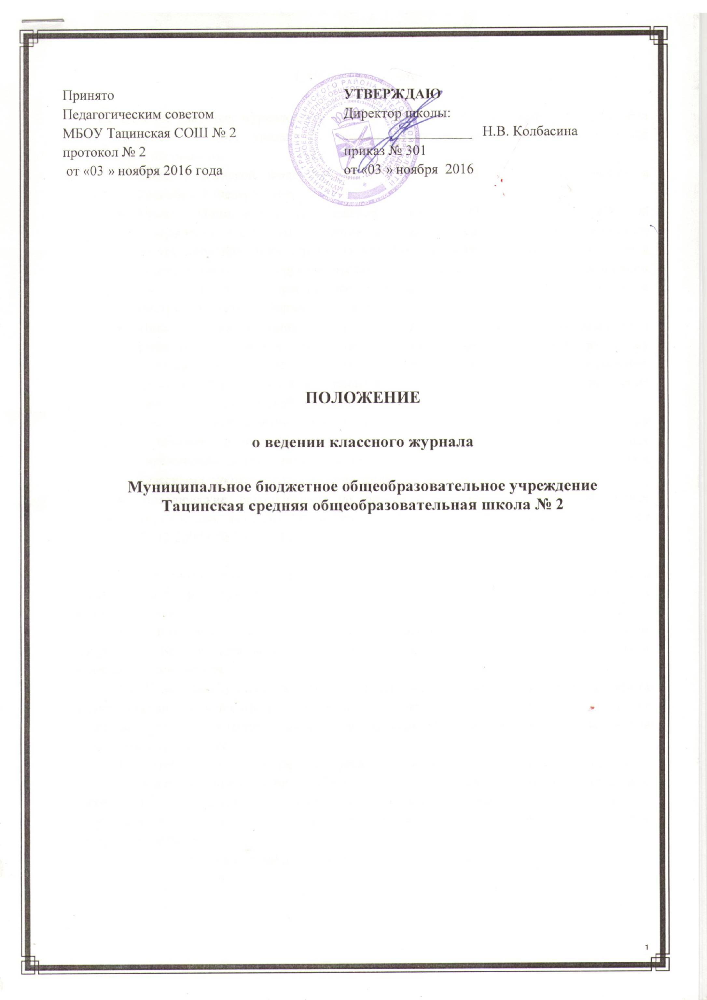 Принято
Педагогическим советом
МБОУ Тацинская СОШ № 2
протокол № 2
от «03 » ноября 2016 года
УТВЕРЖДАЮ
Директор школы:
Н.В. Колбасина
приказ № 301
от «03 » ноября 2016
ПОЛОЖЕНИЕ
о ведении классного журнала
Муниципальное бюджетное общеобразовательное учреждение
Тацинская средняя общеобразовательная школа № 2
1